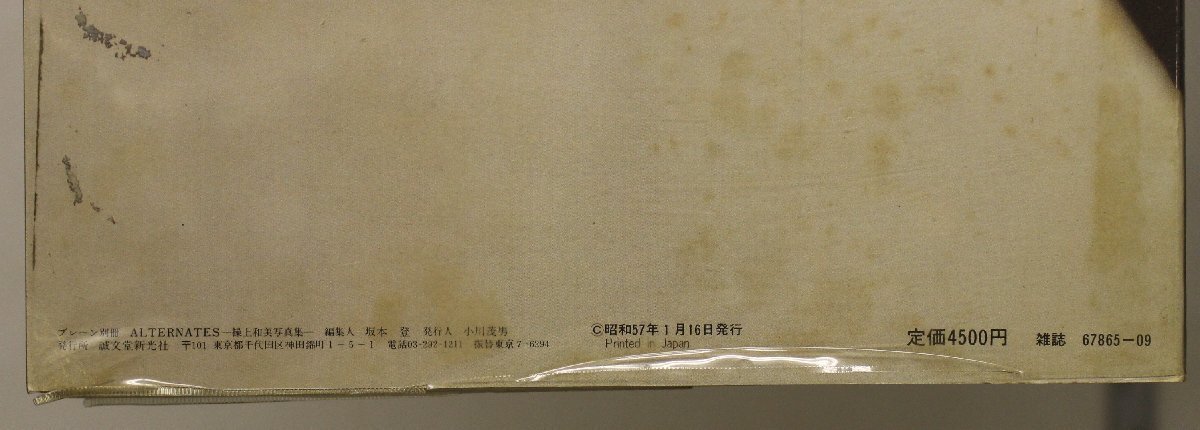 ブレーン別冊 ALTERNATES—繰上和美写真集— 編集人 坂本 登 発行人 小川茂男
発行所 誠文堂新光社 〒101 東京都千代田区神田錦町1-5-1 電話03-292-1211 振替東京7-6294
©昭和57年1月16日発行
Printed in Japan
定価4500円 雑誌 67865-09